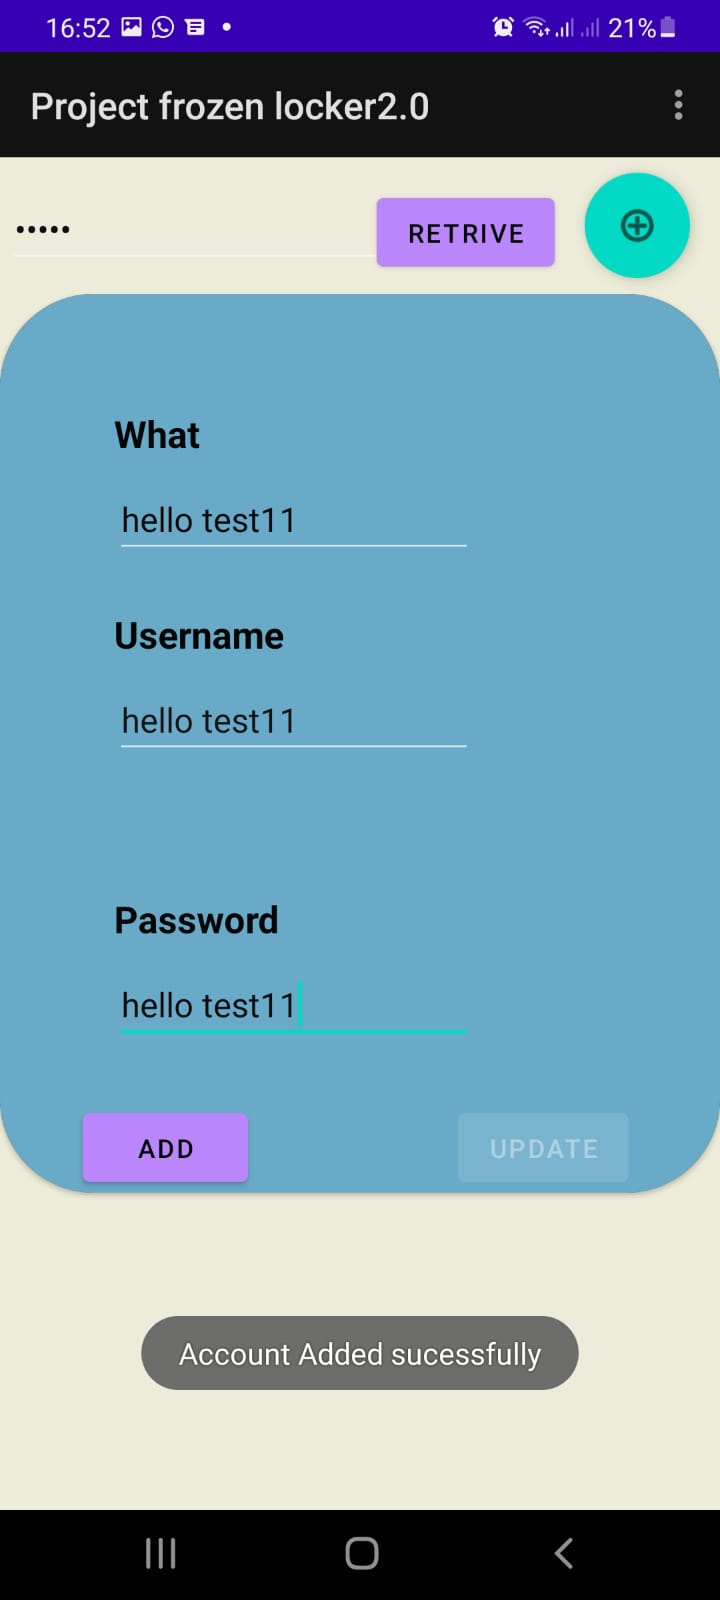 16:52
21%
Project frozen locker2.0
•••••
RETRIVE
What
hello test11
Username
hello test11
Password
hello test11
ADD
UPDATE
Account Added sucessfully